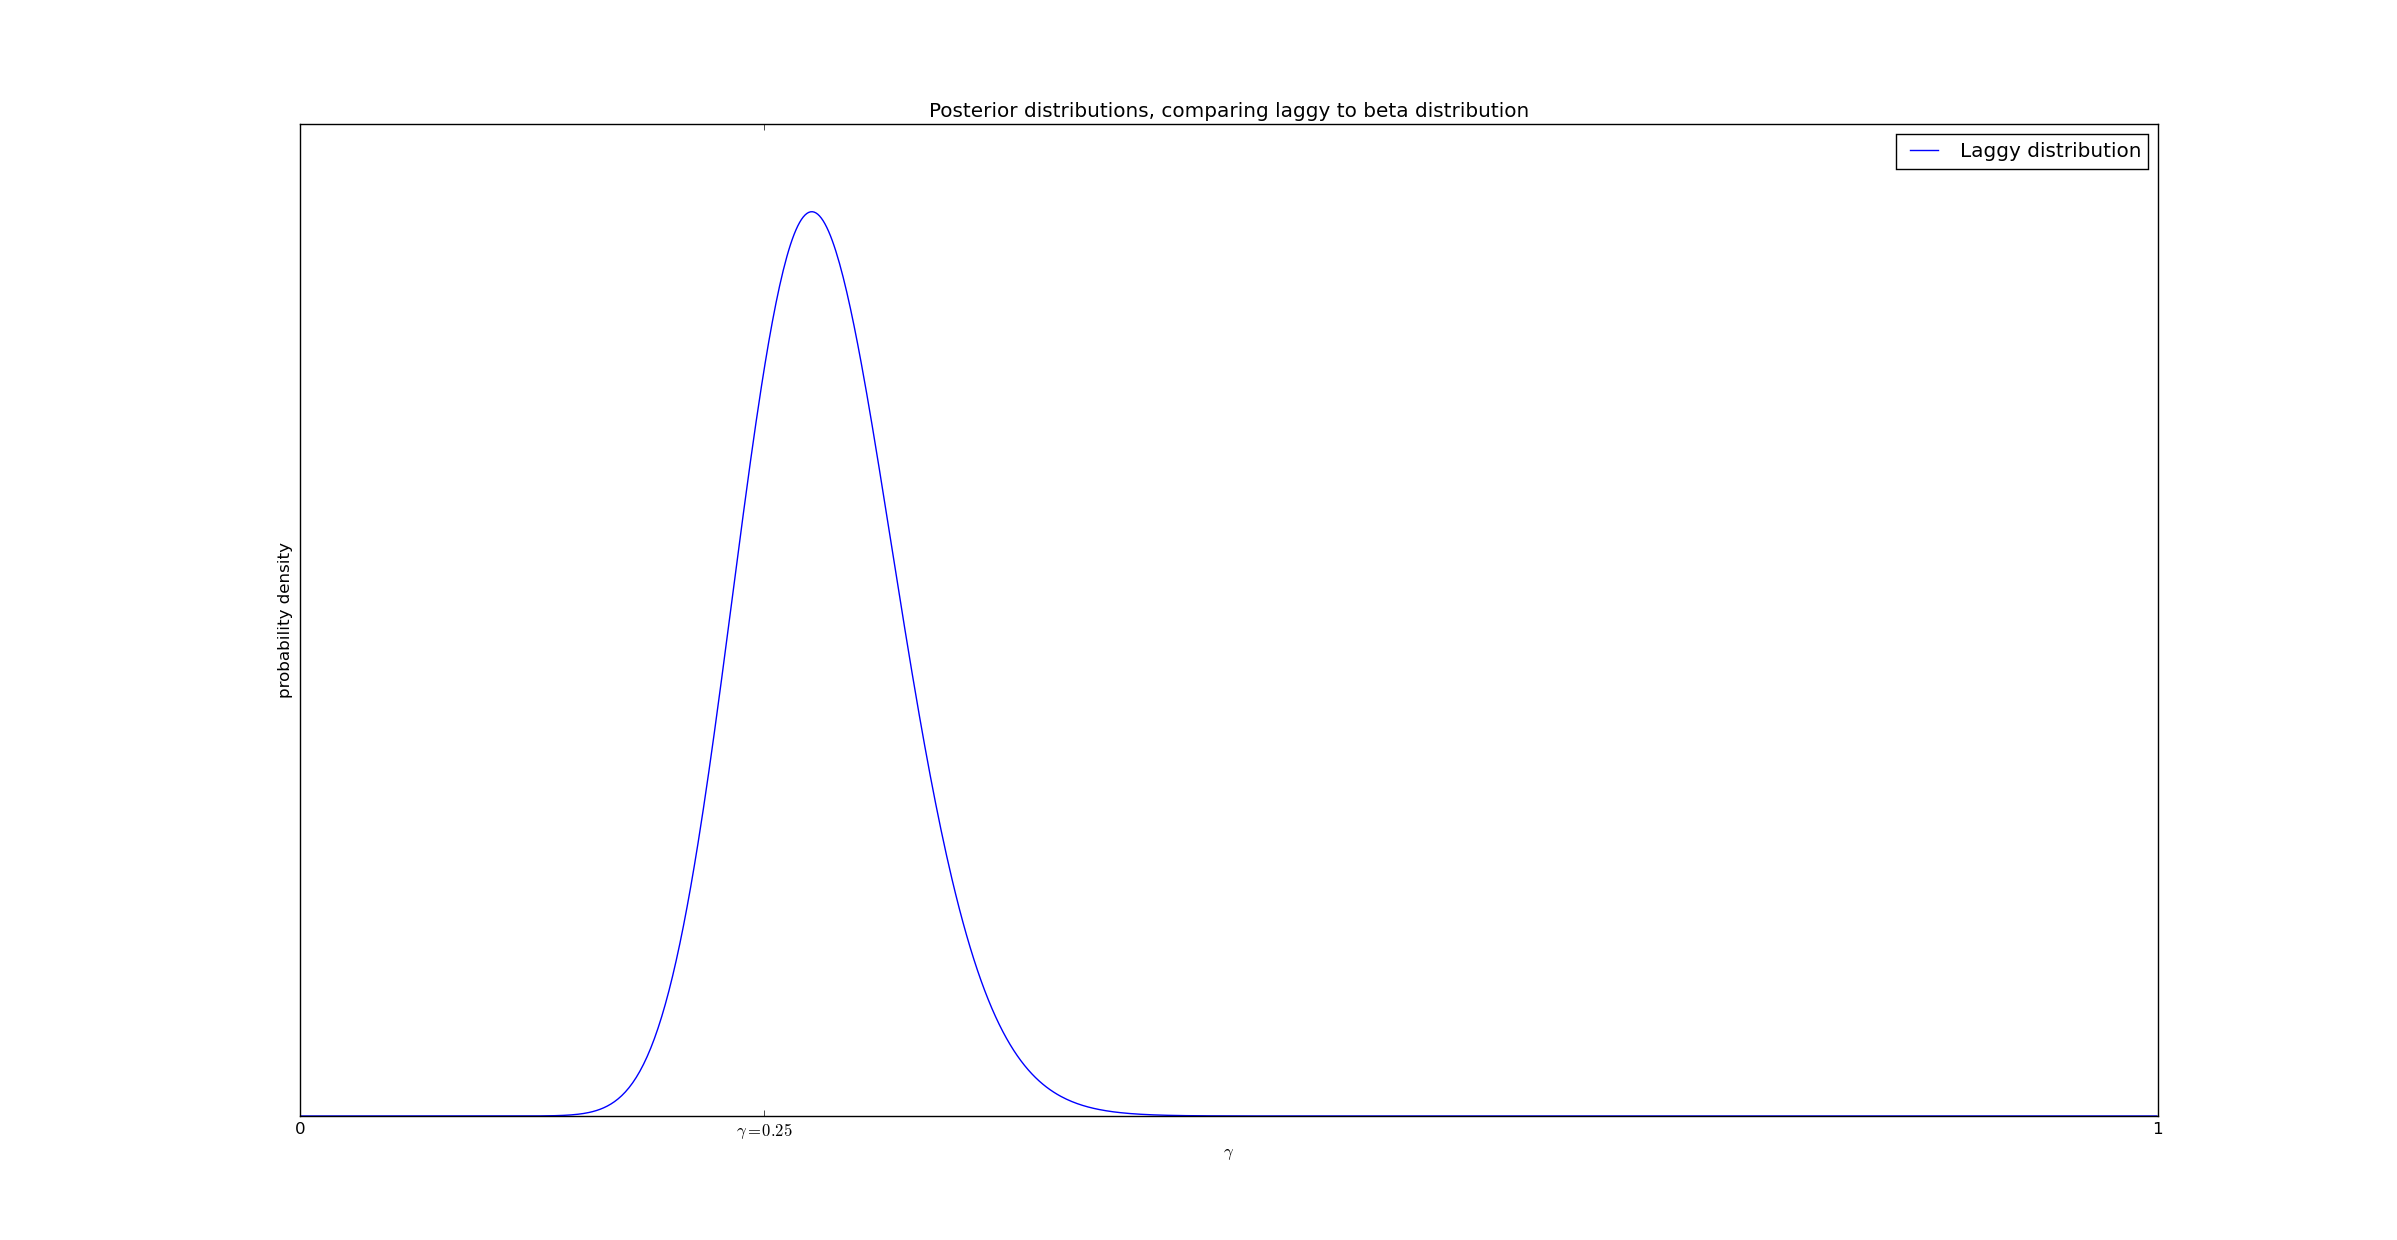 Posterior distributions, comparing laggy to beta distribution
Laggy distribution
probability density
0
γ=0.25
1
γ